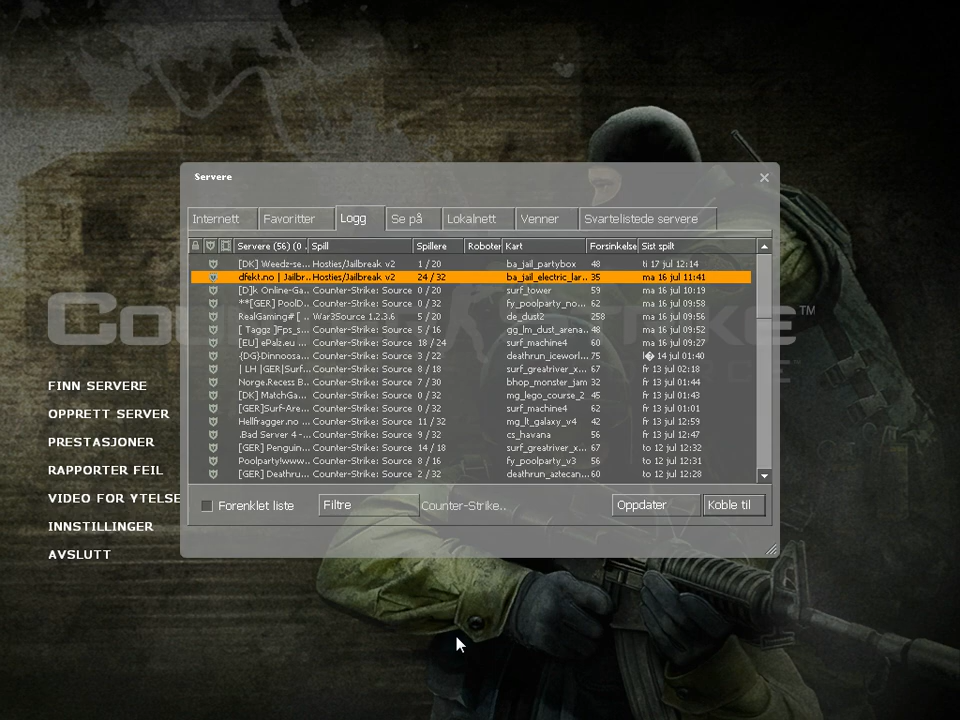 Servere
Internett Favoritter Logg Se på Lokalnett Venner Svartelistede servere
Servere (56) (0 . Spill Spillere Roboter Kart Forsinkelse Sist spilt
[DK] Weedz-se... Hosties/Jailbreak v2 1 / 20 ba_jail_partybox 48 ti 17 jul 12:14
dfekt.no | Jailbr.. Hosties/Jailbreak v2 24 / 32 ba_jail_electric_lar.. 35 ma 16 jul 11:41
[D]k Online-Ga... Counter-Strike: Source 0 / 20 surf_tower 59 ma 16 jul 10:19
**[GER] PoolD... Counter-Strike: Source 0 / 32 fy_poolparty_no... 62 ma 16 jul 09:58
RealGaming# [ .. War3Source 1.2.3.6 5 / 20 de_dust2 258 ma 16 jul 09:56
[ Taggz ]Fps_s... Counter-Strike: Source 5 / 16 gg_lm_dust_arena.. 48 ma 16 jul 09:52
[EU] ePalz.eu ... Counter-Strike: Source 18 / 24 surf_machine4 60 ma 16 jul 09:27
{DG}Dinnoosa... Counter-Strike: Source 3 / 22 deathrun_iceworl.. 75 l� 14 jul 01:40
| LH |GER|Surf... Counter-Strike: Source 8 / 18 surf_greatriver_x... 67 fr 13 jul 02:18
Norge.Recess B... Counter-Strike: Source 7 / 30 bhop_monster_jam 32 fr 13 jul 01:44
[DK] MatchGa... Counter-Strike: Source 0 / 32 mg_lego_course_2 45 fr 13 jul 01:43
[GER]Surf-Are... Counter-Strike: Source 0 / 32 surf_machine4 62 fr 13 jul 01:01
Hellfragger.no ... Counter-Strike: Source 11 / 32 mg_lt_galaxy_v4 42 fr 13 jul 12:59
.Bad Server 4 -... Counter-Strike: Source 9 / 32 cs_havana 56 fr 13 jul 12:47
[GER] Penguin... Counter-Strike: Source 14 / 18 surf_greatriver_x... 67 to 12 jul 12:32
Poolparty!www... Counter-Strike: Source 8 / 16 fy_poolparty_v3 56 to 12 jul 12:31
[GER] Deathru... Counter-Strike: Source 2 / 32 deathrun_aztecan... 60 to 12 jul 12:28
Forenklet liste Filtre Counter-Strike.. Oppdater Koble til
COUNTER STRIKE™
FINN SERVERE
OPPRETT SERVER
PRESTASJONER
RAPPORTER FEIL
VIDEO FOR YTELSE
INNSTILLINGER
AVSLUTT